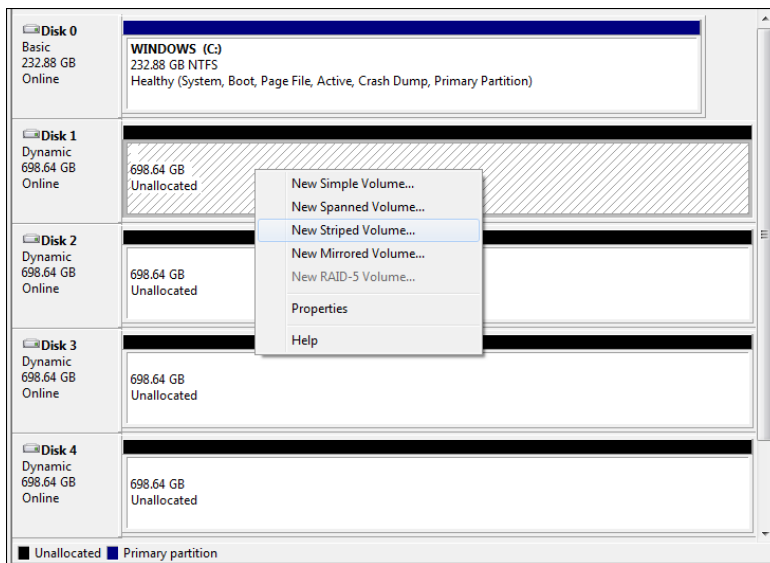 Disk 0
Basic
232.88 GB
Online
WINDOWS (C:)
232.88 GB NTFS
Healthy (System, Boot, Page File, Active, Crash Dump, Primary Partition)
Disk 1
Dynamic
698.64 GB
Online
698.64 GB
Unallocated
New Simple Volume...
New Spanned Volume...
New Striped Volume...
New Mirrored Volume...
New RAID-5 Volume...
Properties
Help
Disk 2
Dynamic
698.64 GB
Online
698.64 GB
Unallocated
Disk 3
Dynamic
698.64 GB
Online
698.64 GB
Unallocated
Disk 4
Dynamic
698.64 GB
Online
698.64 GB
Unallocated
Unallocated Primary partition